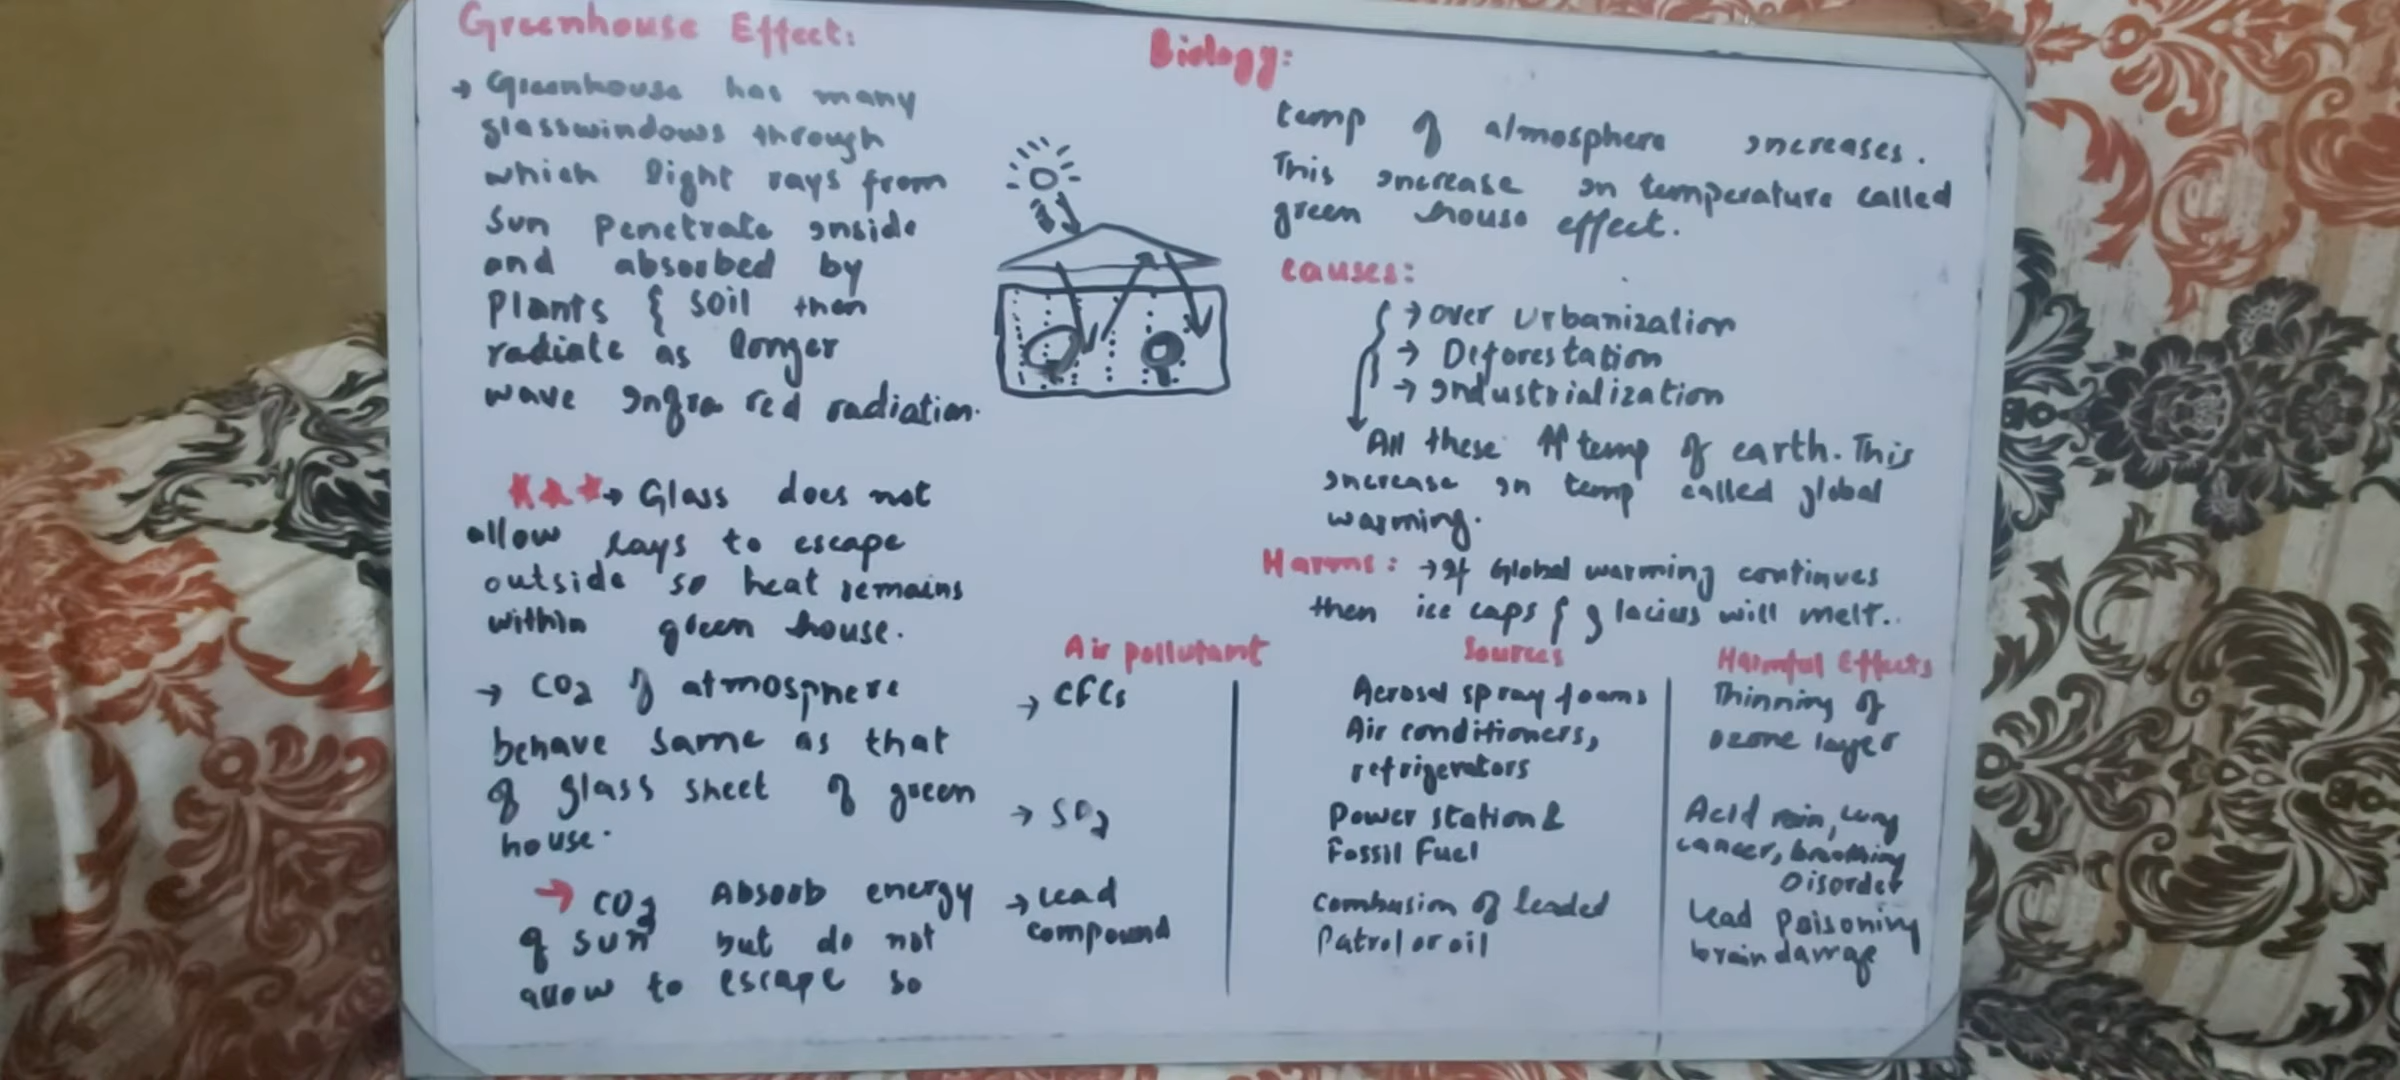 Greenhouse Effect:
→ Greenhouse has many
glasswindows through
which light rays from
sun penetrate inside
and absorbed by
plants & soil then
radiate as longer
wave infra red radiation.
*** → Glass does not
allow rays to escape
outside so heat remains
within green house.
→ CO2 of atmosphere
behave same as that
of glass sheet of green
house.
→ CO2 Absorb energy
of sun but do not
allow to escape so
Biology:
temp of atmosphere increases.
This increase in temperature called
green house effect.
causes:
→ over urbanization
→ Deforestation
→ industrialization
All these ↑↑ temp of earth. This
increase in temp called global
warming.
Harms: → If Global warming continues
then ice caps & glaciers will melt..
Air pollutant Sources Harmful Effects
→ CFCs Aerosol spray foams Thinning of
Air conditioners, ozone layer
refrigerators
→ SO2 Power station & Acid rain, lung
Fossil Fuel cancer, breathing
Disorder
→ Lead combusion of leaded Lead poisoning
compound Patrol or oil brain damage